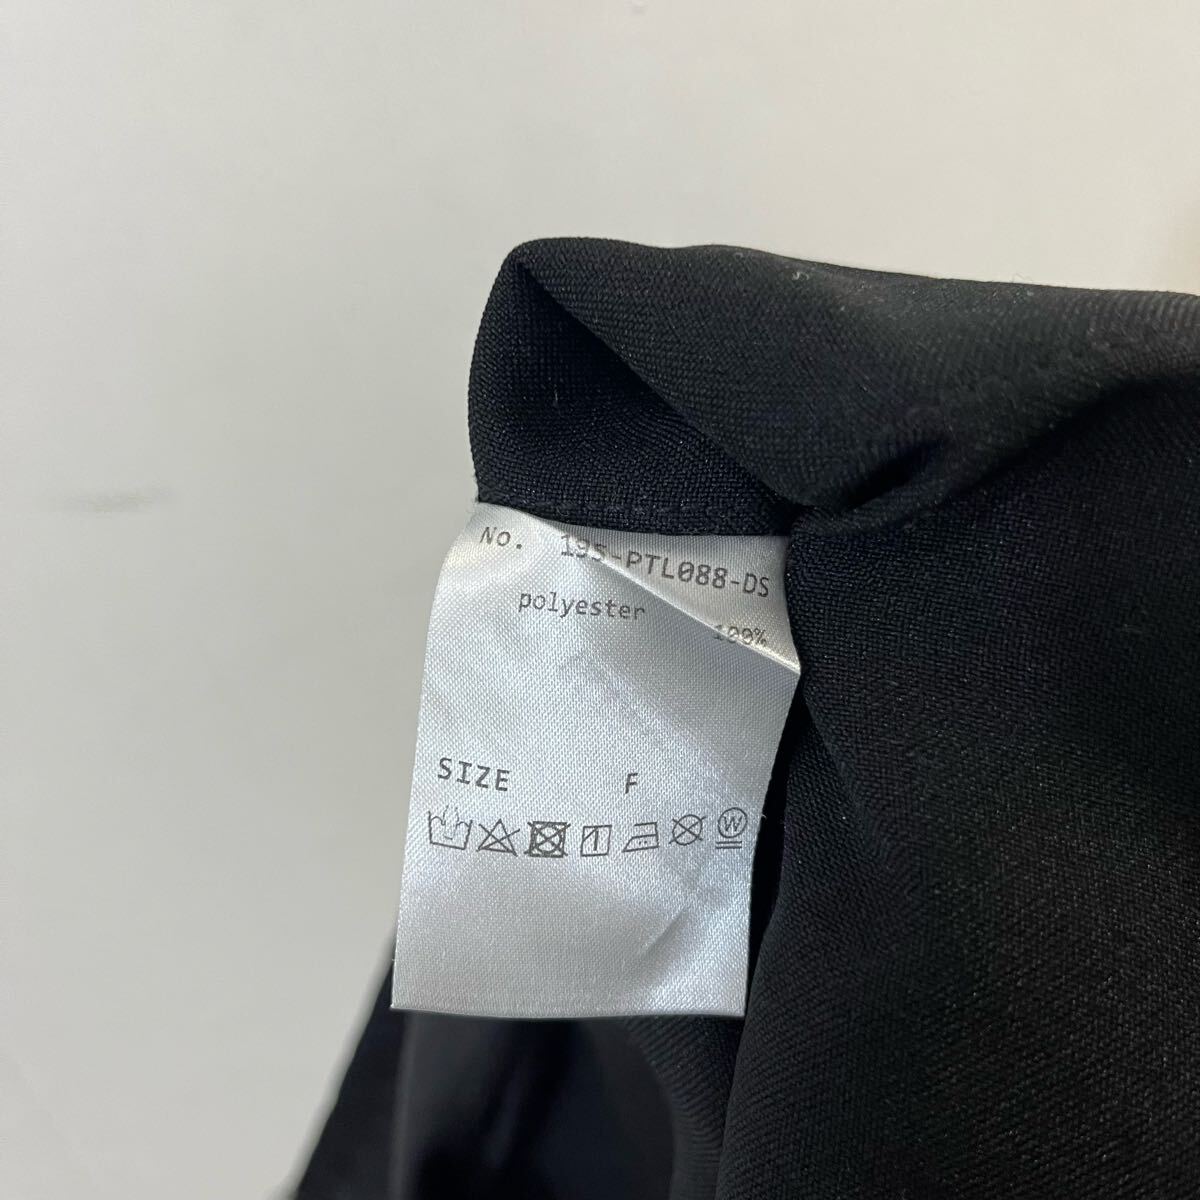 No. 195-PTL088-DS
polyester 100%
SIZE F
W